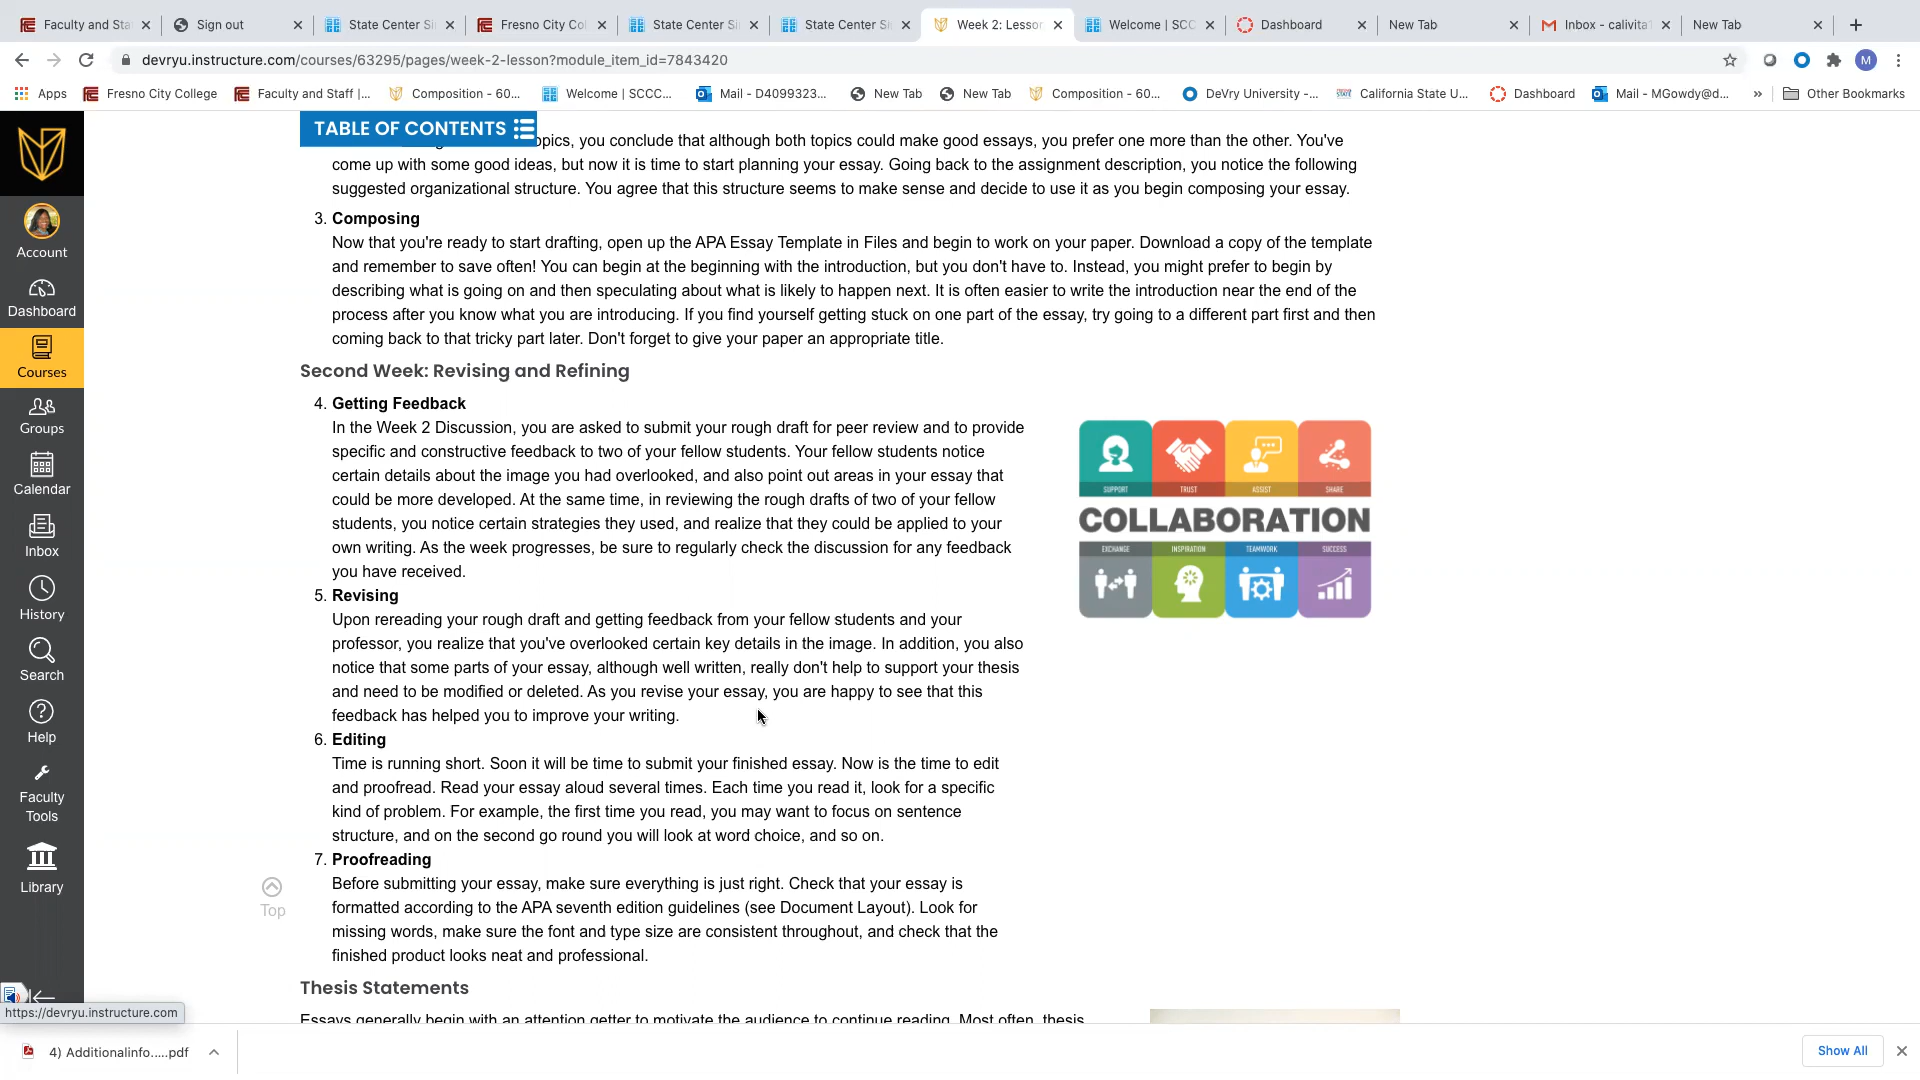 Faculty and Sta
Sign out
State Center S
Fresno City Co
State Center Si
State Center S
Week 2: Lesso
Welcome | SCC
Dashboard
New Tab
Inbox - calivita
New Tab
devryu.instructure.com/courses/63295/pages/week-2-lesson?module_item_id=7843420
M
Apps
Fresno City College
Faculty and Staff |...
Composition - 60...
Welcome | SCCC...
Mail - D4099323...
New Tab
New Tab
Composition - 60...
DeVry University -...
California State U...
Dashboard
Mail - MGowdy@d...
»
Other Bookmarks
TABLE OF CONTENTS
opics, you conclude that although both topics could make good essays, you prefer one more than the other. You've
come up with some good ideas, but now it is time to start planning your essay. Going back to the assignment description, you notice the following
suggested organizational structure. You agree that this structure seems to make sense and decide to use it as you begin composing your essay.
3. Composing
Now that you're ready to start drafting, open up the APA Essay Template in Files and begin to work on your paper. Download a copy of the template
and remember to save often! You can begin at the beginning with the introduction, but you don't have to. Instead, you might prefer to begin by
describing what is going on and then speculating about what is likely to happen next. It is often easier to write the introduction near the end of the
process after you know what you are introducing. If you find yourself getting stuck on one part of the essay, try going to a different part first and then
coming back to that tricky part later. Don't forget to give your paper an appropriate title.
Second Week: Revising and Refining
4. Getting Feedback
In the Week 2 Discussion, you are asked to submit your rough draft for peer review and to provide
specific and constructive feedback to two of your fellow students. Your fellow students notice
certain details about the image you had overlooked, and also point out areas in your essay that
could be more developed. At the same time, in reviewing the rough drafts of two of your fellow
students, you notice certain strategies they used, and realize that they could be applied to your
own writing. As the week progresses, be sure to regularly check the discussion for any feedback
you have received.
5. Revising
Upon rereading your rough draft and getting feedback from your fellow students and your
professor, you realize that you've overlooked certain key details in the image. In addition, you also
notice that some parts of your essay, although well written, really don't help to support your thesis
and need to be modified or deleted. As you revise your essay, you are happy to see that this
feedback has helped you to improve your writing.
6. Editing
Time is running short. Soon it will be time to submit your finished essay. Now is the time to edit
and proofread. Read your essay aloud several times. Each time you read it, look for a specific
kind of problem. For example, the first time you read, you may want to focus on sentence
structure, and on the second go round you will look at word choice, and so on.
7. Proofreading
Before submitting your essay, make sure everything is just right. Check that your essay is
formatted according to the APA seventh edition guidelines (see Document Layout). Look for
missing words, make sure the font and type size are consistent throughout, and check that the
finished product looks neat and professional.
Thesis Statements
Essays generally begin with an attention getter to motivate the audience to continue reading. Most often, thesis
SUPPORT
TRUST
ASSIST
SHARE
COLLABORATION
EXCHANGE
INSPIRATION
TEAMWORK
SUCCESS
Account
Dashboard
Courses
Groups
Calendar
Inbox
History
Search
Help
Faculty
Tools
Library
Top
https://devryu.instructure.com
4) Additionalinfo.....pdf
Show All